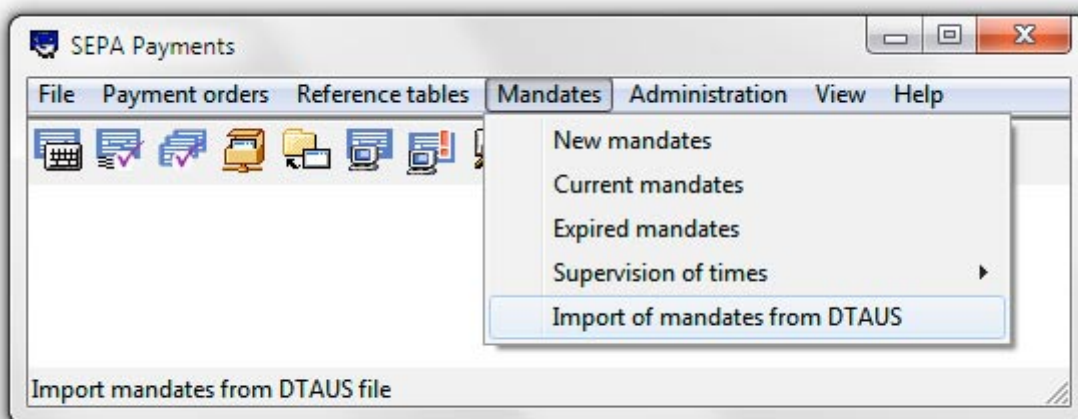 SEPA Payments
File Payment orders Reference tables Mandates Administration View Help
New mandates
Current mandates
Expired mandates
Supervision of times
Import of mandates from DTAUS
Import mandates from DTAUS file